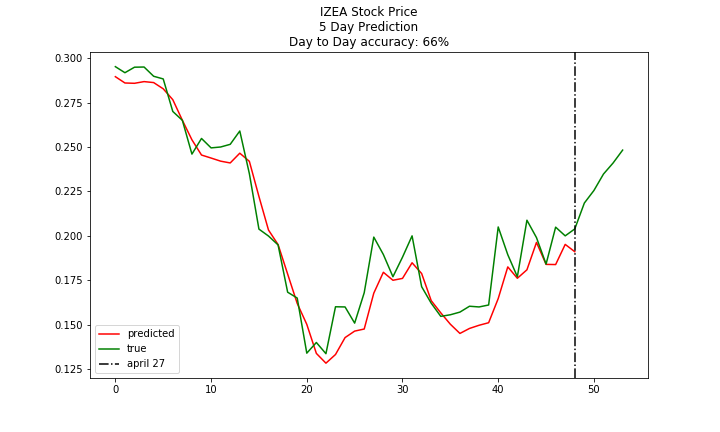 IZEA Stock Price
5 Day Prediction
Day to Day accuracy: 66%
0.300
0.275
0.250
0.225
0.200
0.175
0.150
0.125
predicted
true
april 27
0 10 20 30 40 50